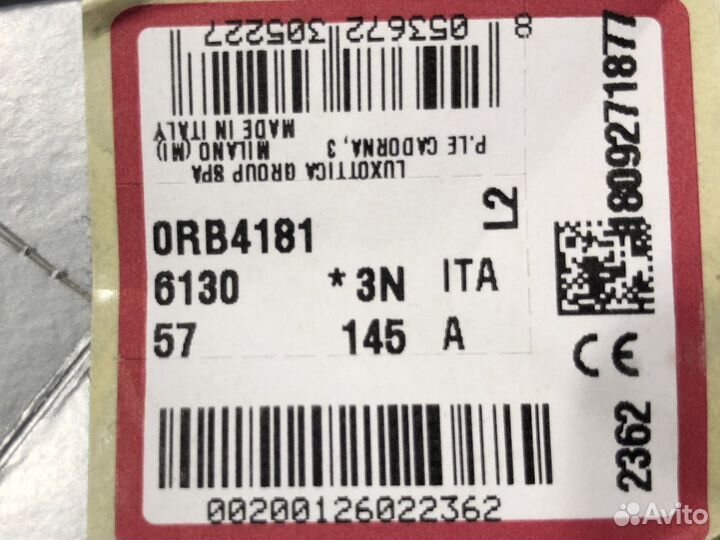 8 053672 305227
LUXOTTICA GROUP SPA
P.LE CADORNA, 3 MILANO (MI)
MADE IN ITALY
0RB4181
6130 *3N ITA
57 145 A
L2
00200126022362
2362 CE
1809271877
Avito